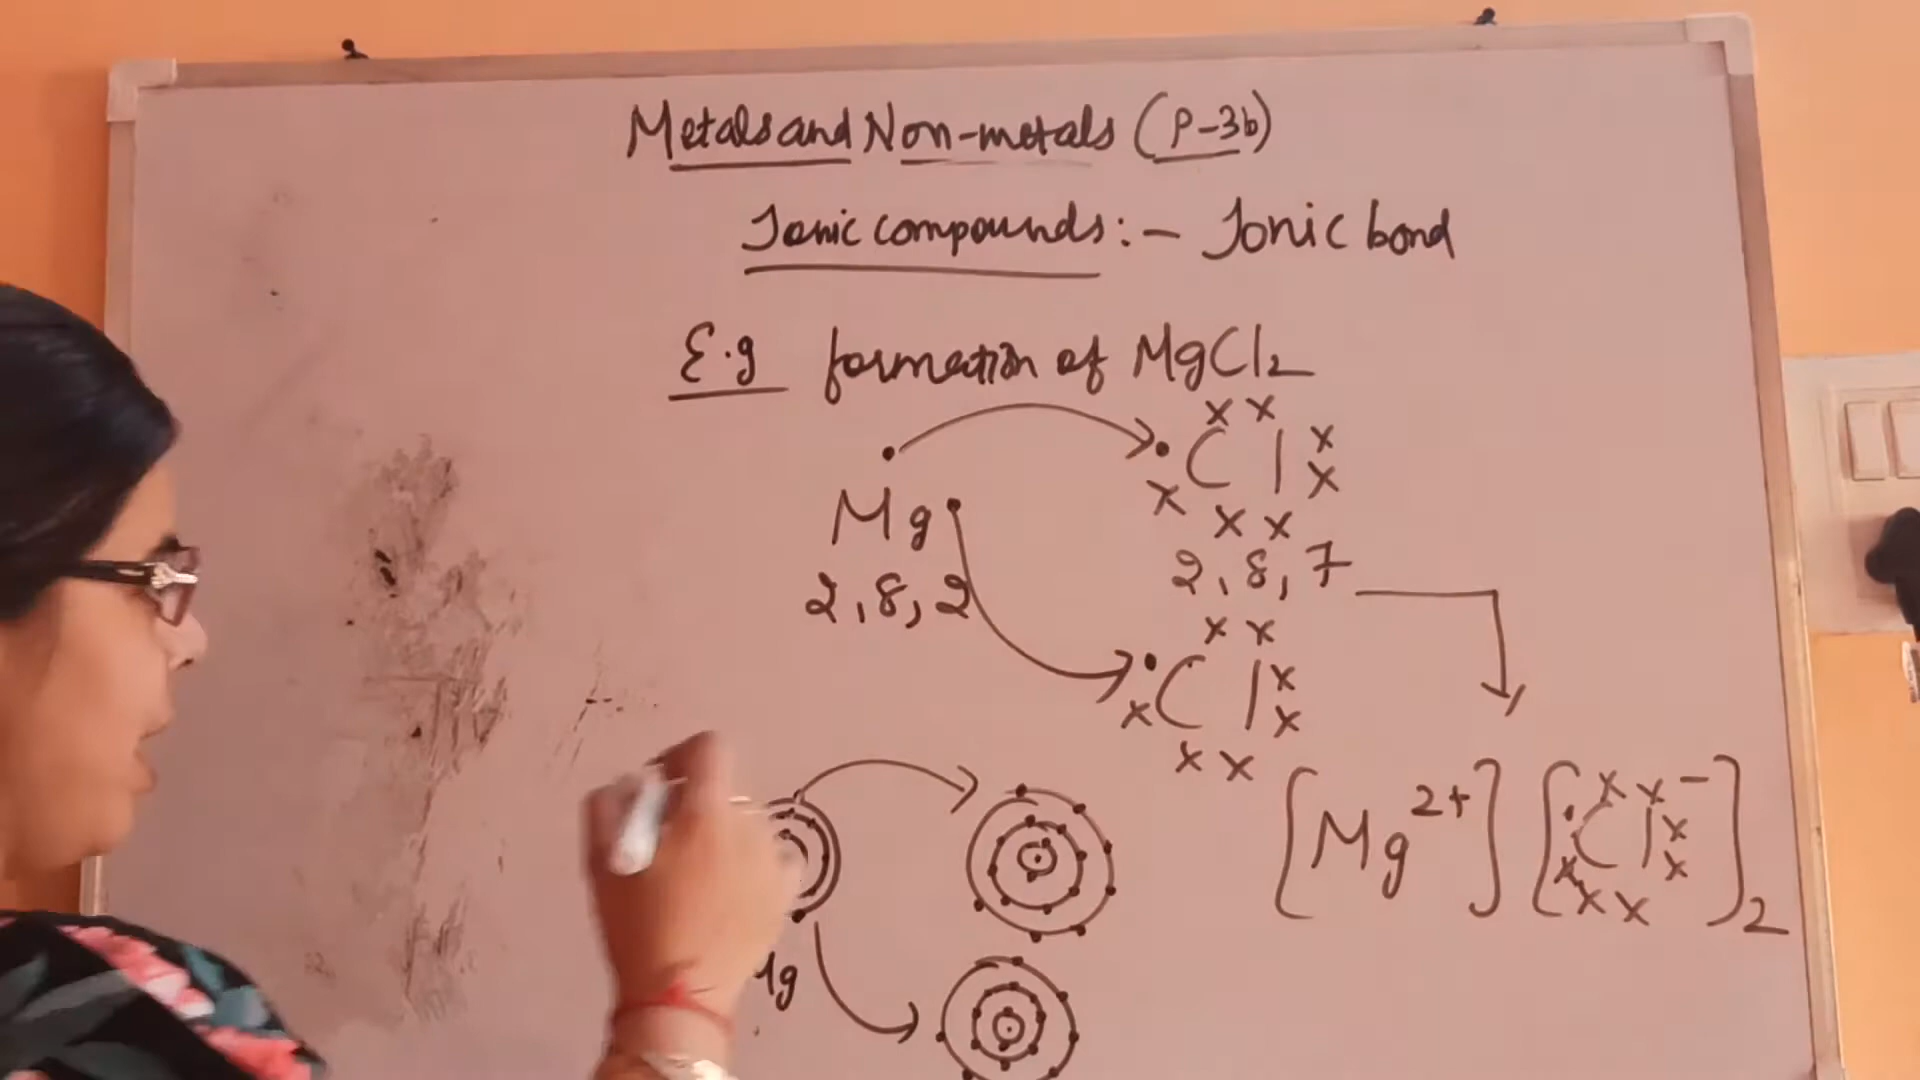 Metals and Non-metals (P-3b)
Ionic compounds:- Ionic bond
E.g formation of MgCl2
x x
Mg • Cl x x
x x x
2,8,2 2,8,7
x x
• x Cl x x
x x
[Mg2+] [• x Cl x x x x x x -]2